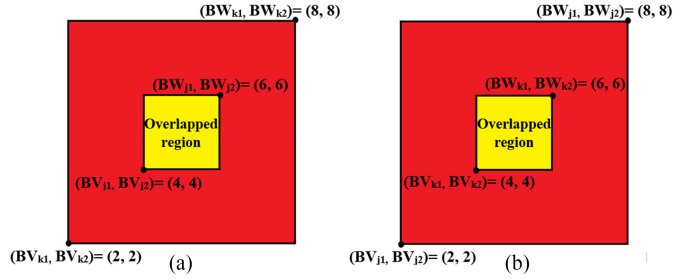 (BW_k1, BW_k2)= (8, 8)
(BW_j1, BW_j2)= (6, 6)
Overlapped
region
(BV_j1, BV_j2)= (4, 4)
(BV_k1, BV_k2)= (2, 2)
(a)
(BW_j1, BW_j2)= (8, 8)
(BW_k1, BW_k2)= (6, 6)
Overlapped
region
(BV_k1, BV_k2)= (4, 4)
(BV_j1, BV_j2)= (2, 2)
(b)